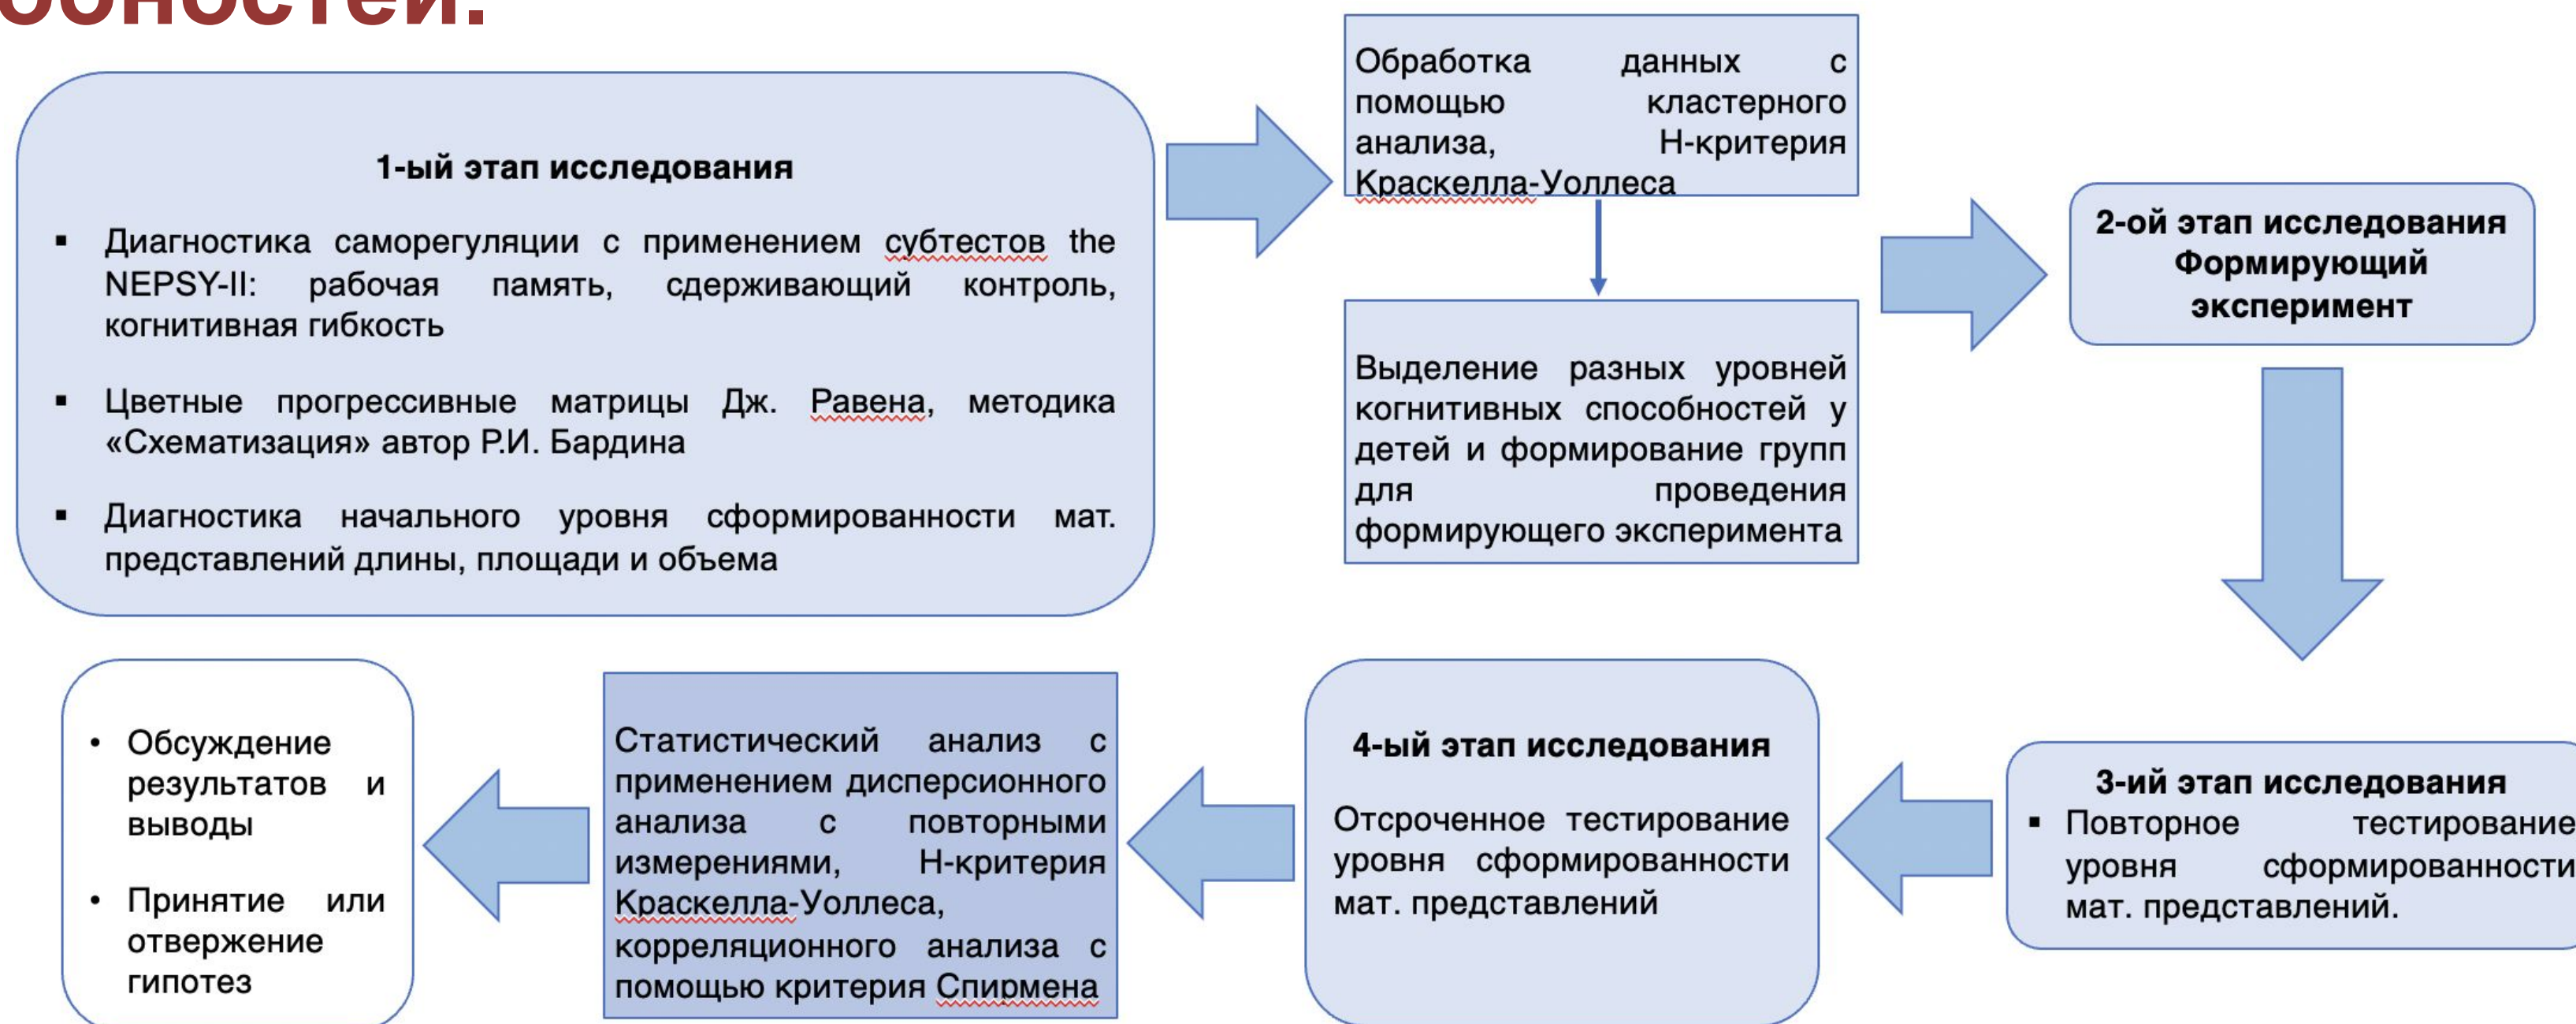 1-ый этап исследования
▪ Диагностика саморегуляции с применением субтестов the
NEPSY-II: рабочая память, сдерживающий контроль,
когнитивная гибкость
▪ Цветные прогрессивные матрицы Дж. Равена, методика
«Схематизация» автор Р.И. Бардина
▪ Диагностика начального уровня сформированности мат.
представлений длины, площади и объема
Обработка данных с
помощью кластерного
анализа, Н-критерия
Краскелла-Уоллеса
Выделение разных уровней
когнитивных способностей у
детей и формирование групп
для проведения
формирующего эксперимента
2-ой этап исследования
Формирующий
эксперимент
3-ий этап исследования
▪ Повторное тестирование
уровня сформированности
мат. представлений.
4-ый этап исследования
Отсроченное тестирование
уровня сформированности
мат. представлений
Статистический анализ с
применением дисперсионного
анализа с повторными
измерениями, Н-критерия
Краскелла-Уоллеса,
корреляционного анализа с
помощью критерия Спирмена
• Обсуждение
результатов и
выводы
• Принятие или
отвержение
гипотез